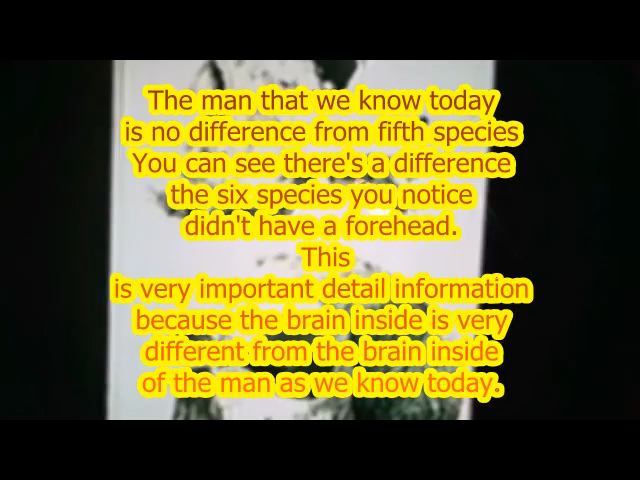 The man that we know today
is no difference from fifth species
You can see there's a difference
the six species you notice
didn't have a forehead.
This
is very important detail information
because the brain inside is very
different from the brain inside
of the man as we know today.